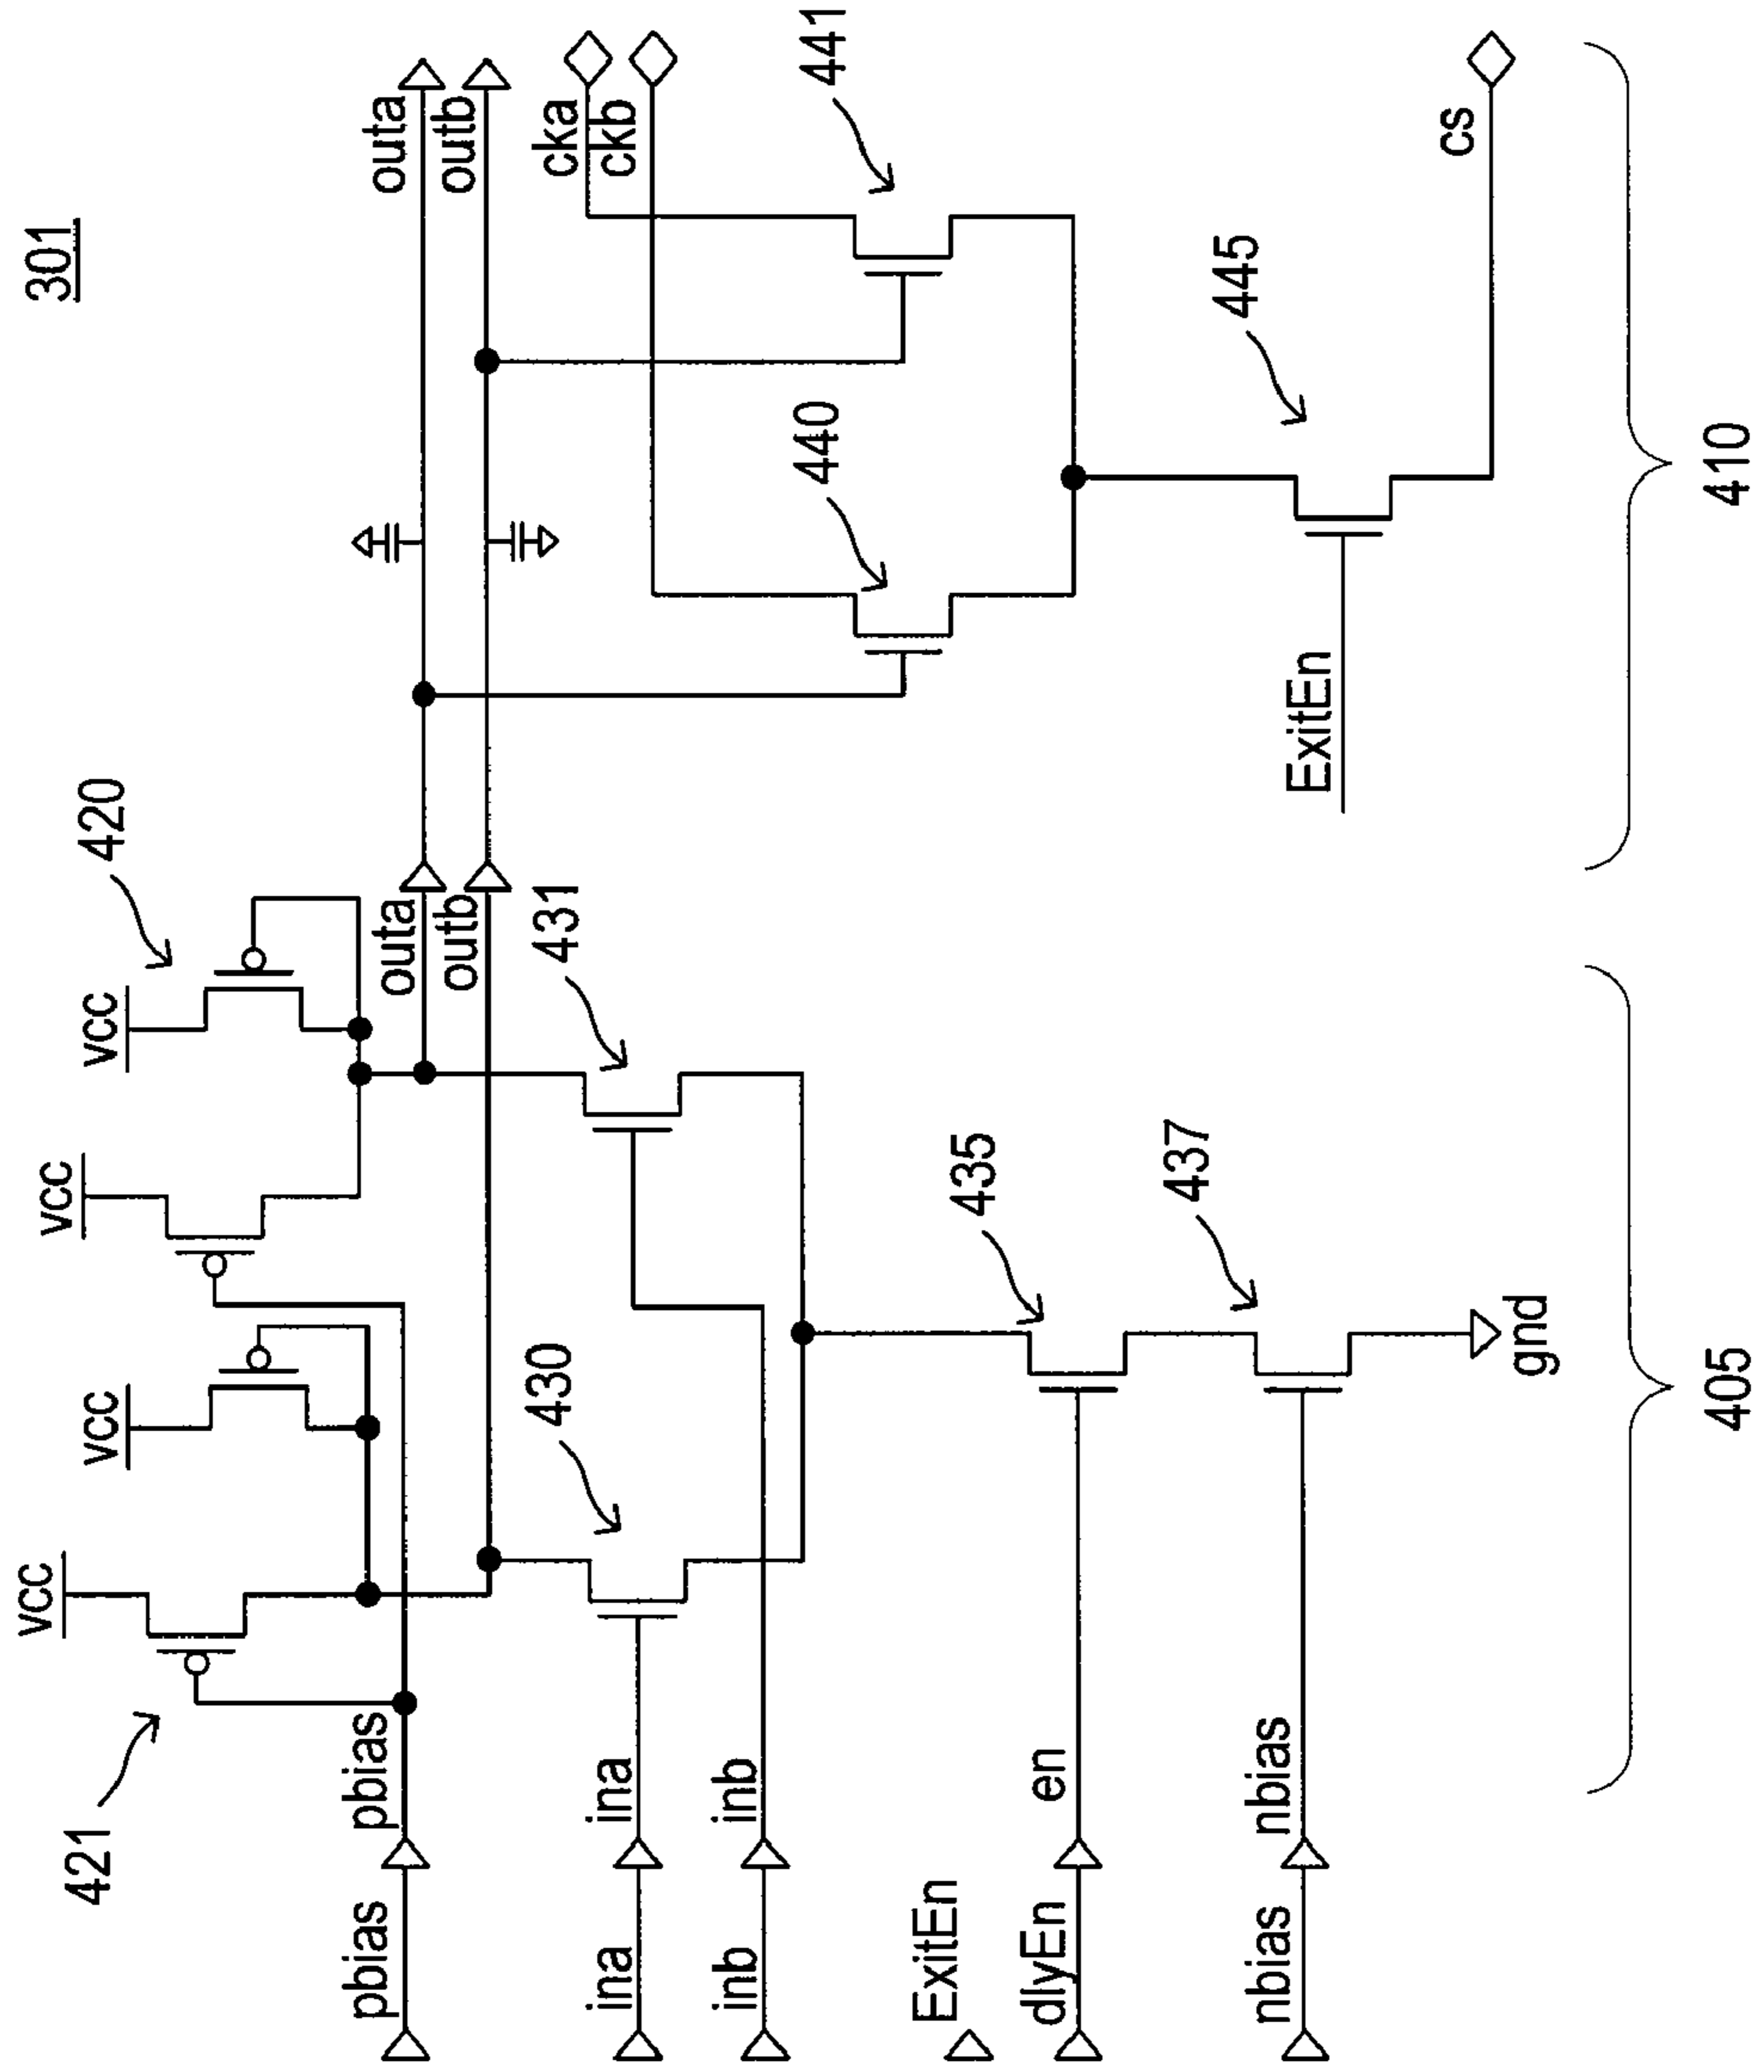 301
vcc
vcc
vcc
vcc
421
420
pbias
pbias
outa
outb
outa
outb
cka
ckb
ina
ina
inb
inb
430
431
440
441
ExitEn
dlyEn
en
435
nbias
nbias
437
gnd
ExitEn
445
cs
405
410